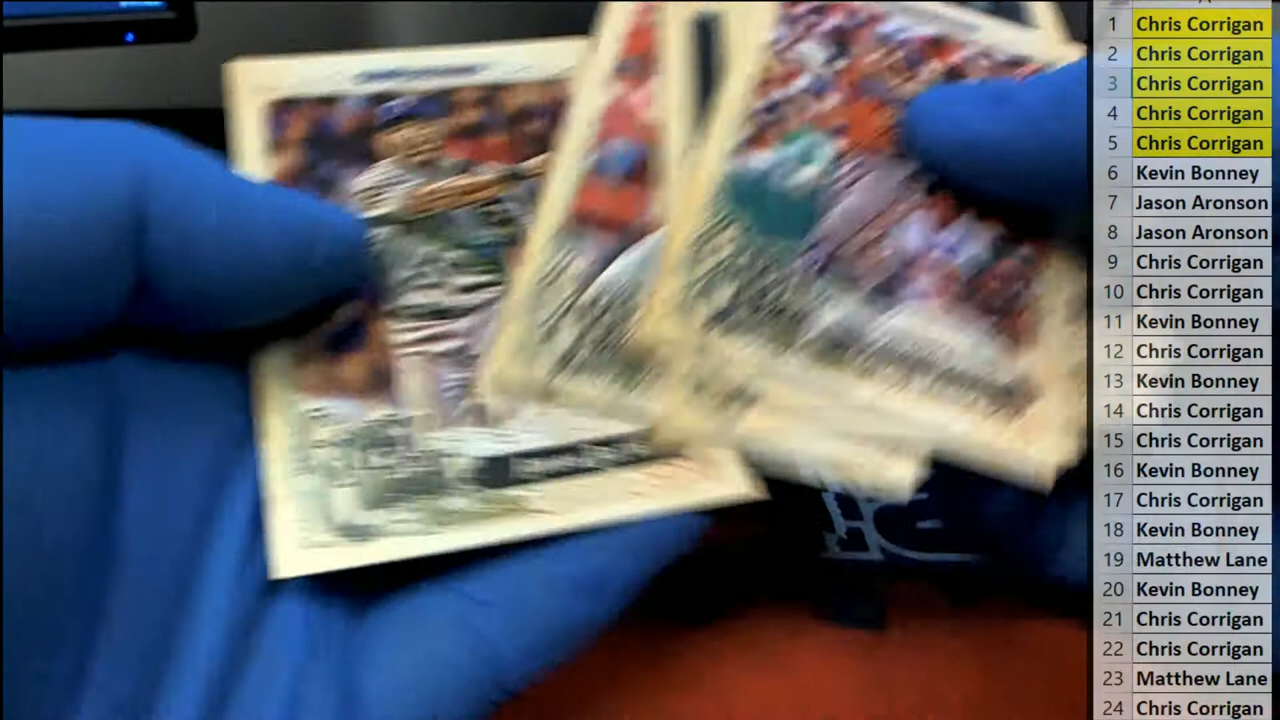 1 Chris Corrigan
2 Chris Corrigan
3 Chris Corrigan
4 Chris Corrigan
5 Chris Corrigan
6 Kevin Bonney
7 Jason Aronson
8 Jason Aronson
9 Chris Corrigan
10 Chris Corrigan
11 Kevin Bonney
12 Chris Corrigan
13 Kevin Bonney
14 Chris Corrigan
15 Chris Corrigan
16 Kevin Bonney
17 Chris Corrigan
18 Kevin Bonney
19 Matthew Lane
20 Kevin Bonney
21 Chris Corrigan
22 Chris Corrigan
23 Matthew Lane
24 Chris Corrigan